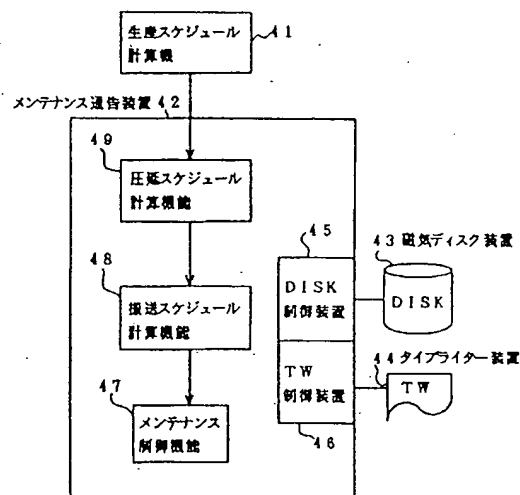 生産スケジュール
計算機
41
メンテナンス通告装置 42
49
圧延スケジュール
計算機能
48
搬送スケジュール
計算機能
47
メンテナンス
制御機能
45
DISK
制御装置
43 磁気ディスク装置
DISK
44 タイプライター装置
TW
制御装置
TW
46